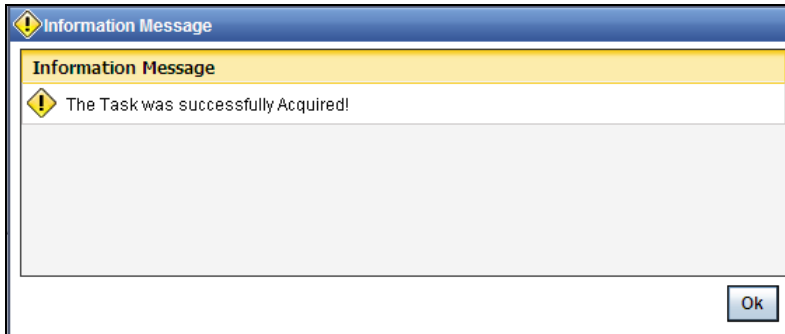 Information Message
Information Message
The Task was successfully Acquired!
Ok